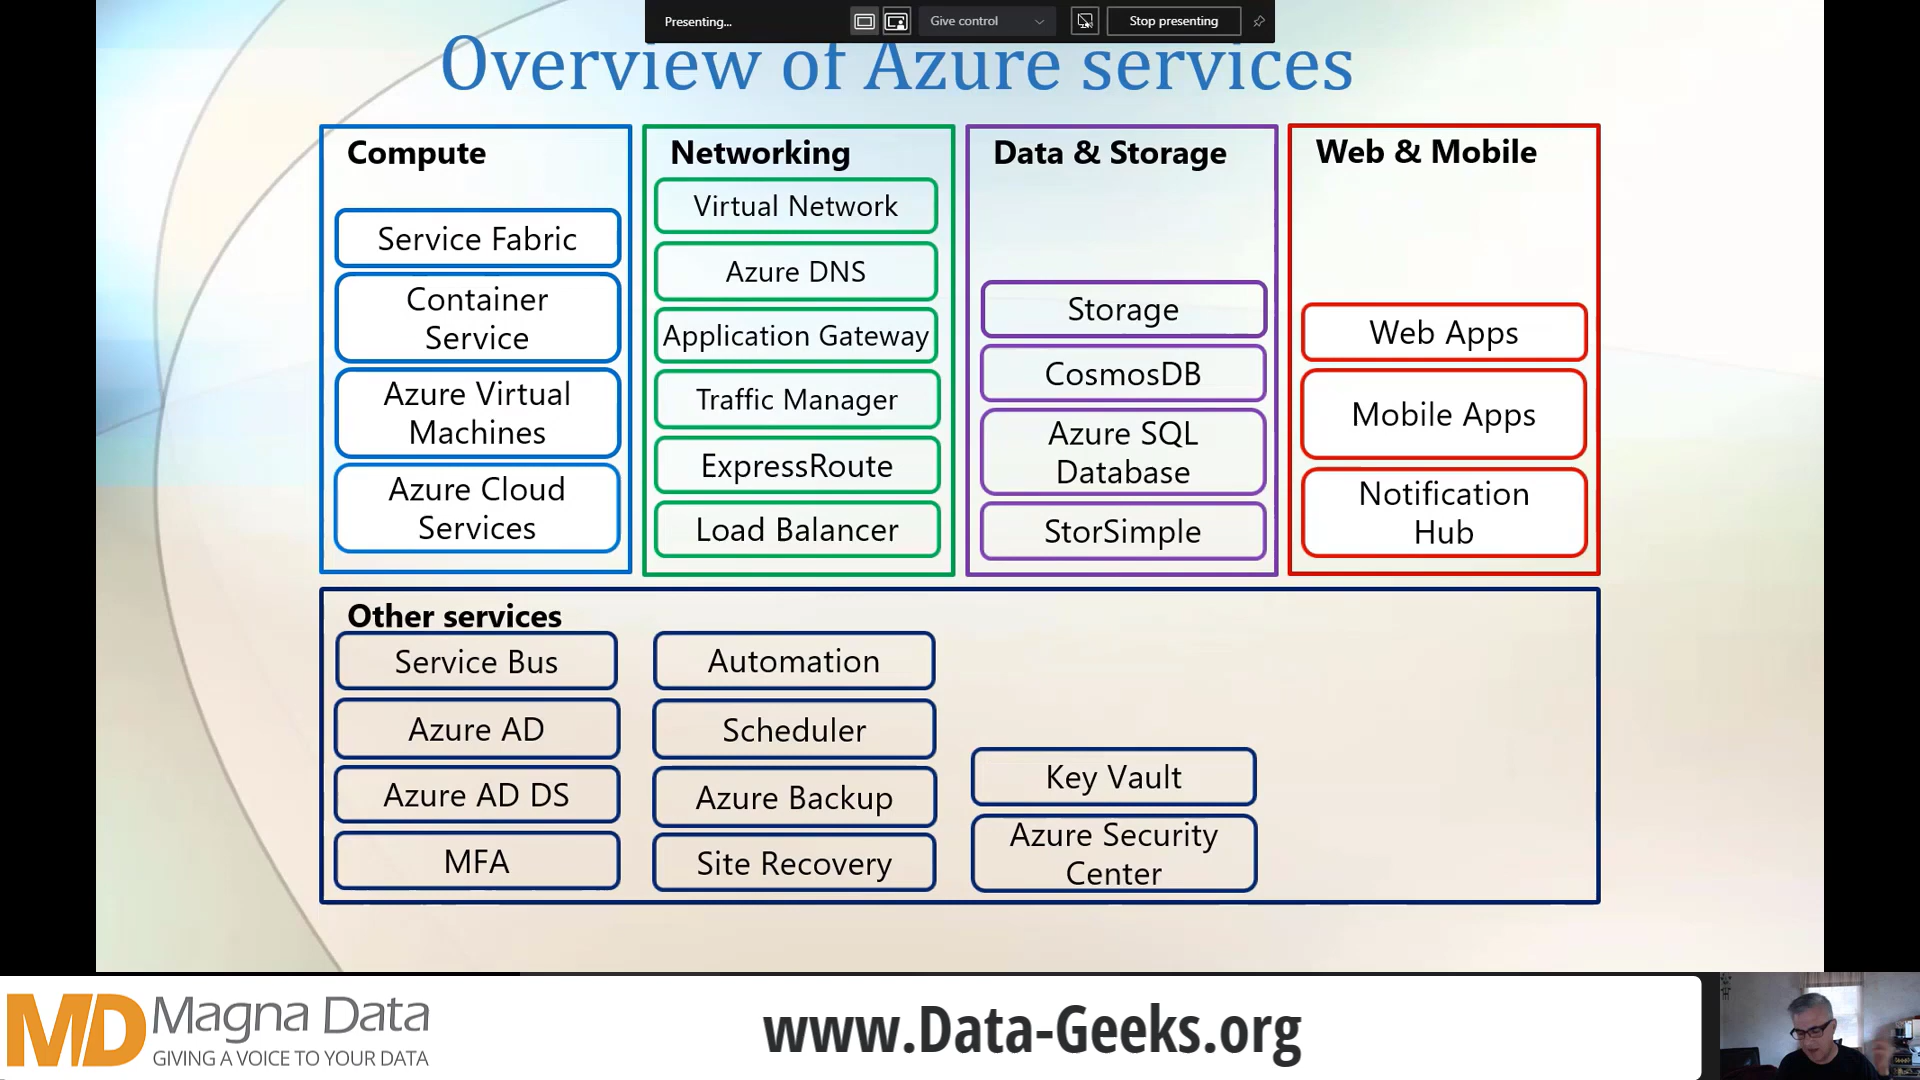 Presenting...
Give control
Stop presenting
Overview of Azure services
Compute
Service Fabric
Container
Service
Azure Virtual
Machines
Azure Cloud
Services
Networking
Virtual Network
Azure DNS
Application Gateway
Traffic Manager
ExpressRoute
Load Balancer
Data & Storage
Storage
CosmosDB
Azure SQL
Database
StorSimple
Web & Mobile
Web Apps
Mobile Apps
Notification
Hub
Other services
Service Bus
Azure AD
Azure AD DS
MFA
Automation
Scheduler
Azure Backup
Site Recovery
Key Vault
Azure Security
Center
MD Magna Data
GIVING A VOICE TO YOUR DATA
www.Data-Geeks.org